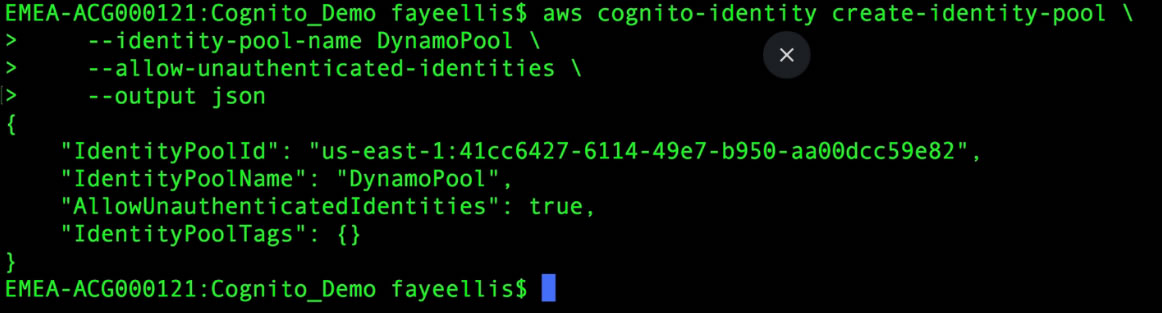 EMEA-ACG000121:Cognito_Demo fayeellis$ aws cognito-identity create-identity-pool \
>     --identity-pool-name DynamoPool \
>     --allow-unauthenticated-identities \
>     --output json
{
    "IdentityPoolId": "us-east-1:41cc6427-6114-49e7-b950-aa00dcc59e82",
    "IdentityPoolName": "DynamoPool",
    "AllowUnauthenticatedIdentities": true,
    "IdentityPoolTags": {}
}
EMEA-ACG000121:Cognito_Demo fayeellis$